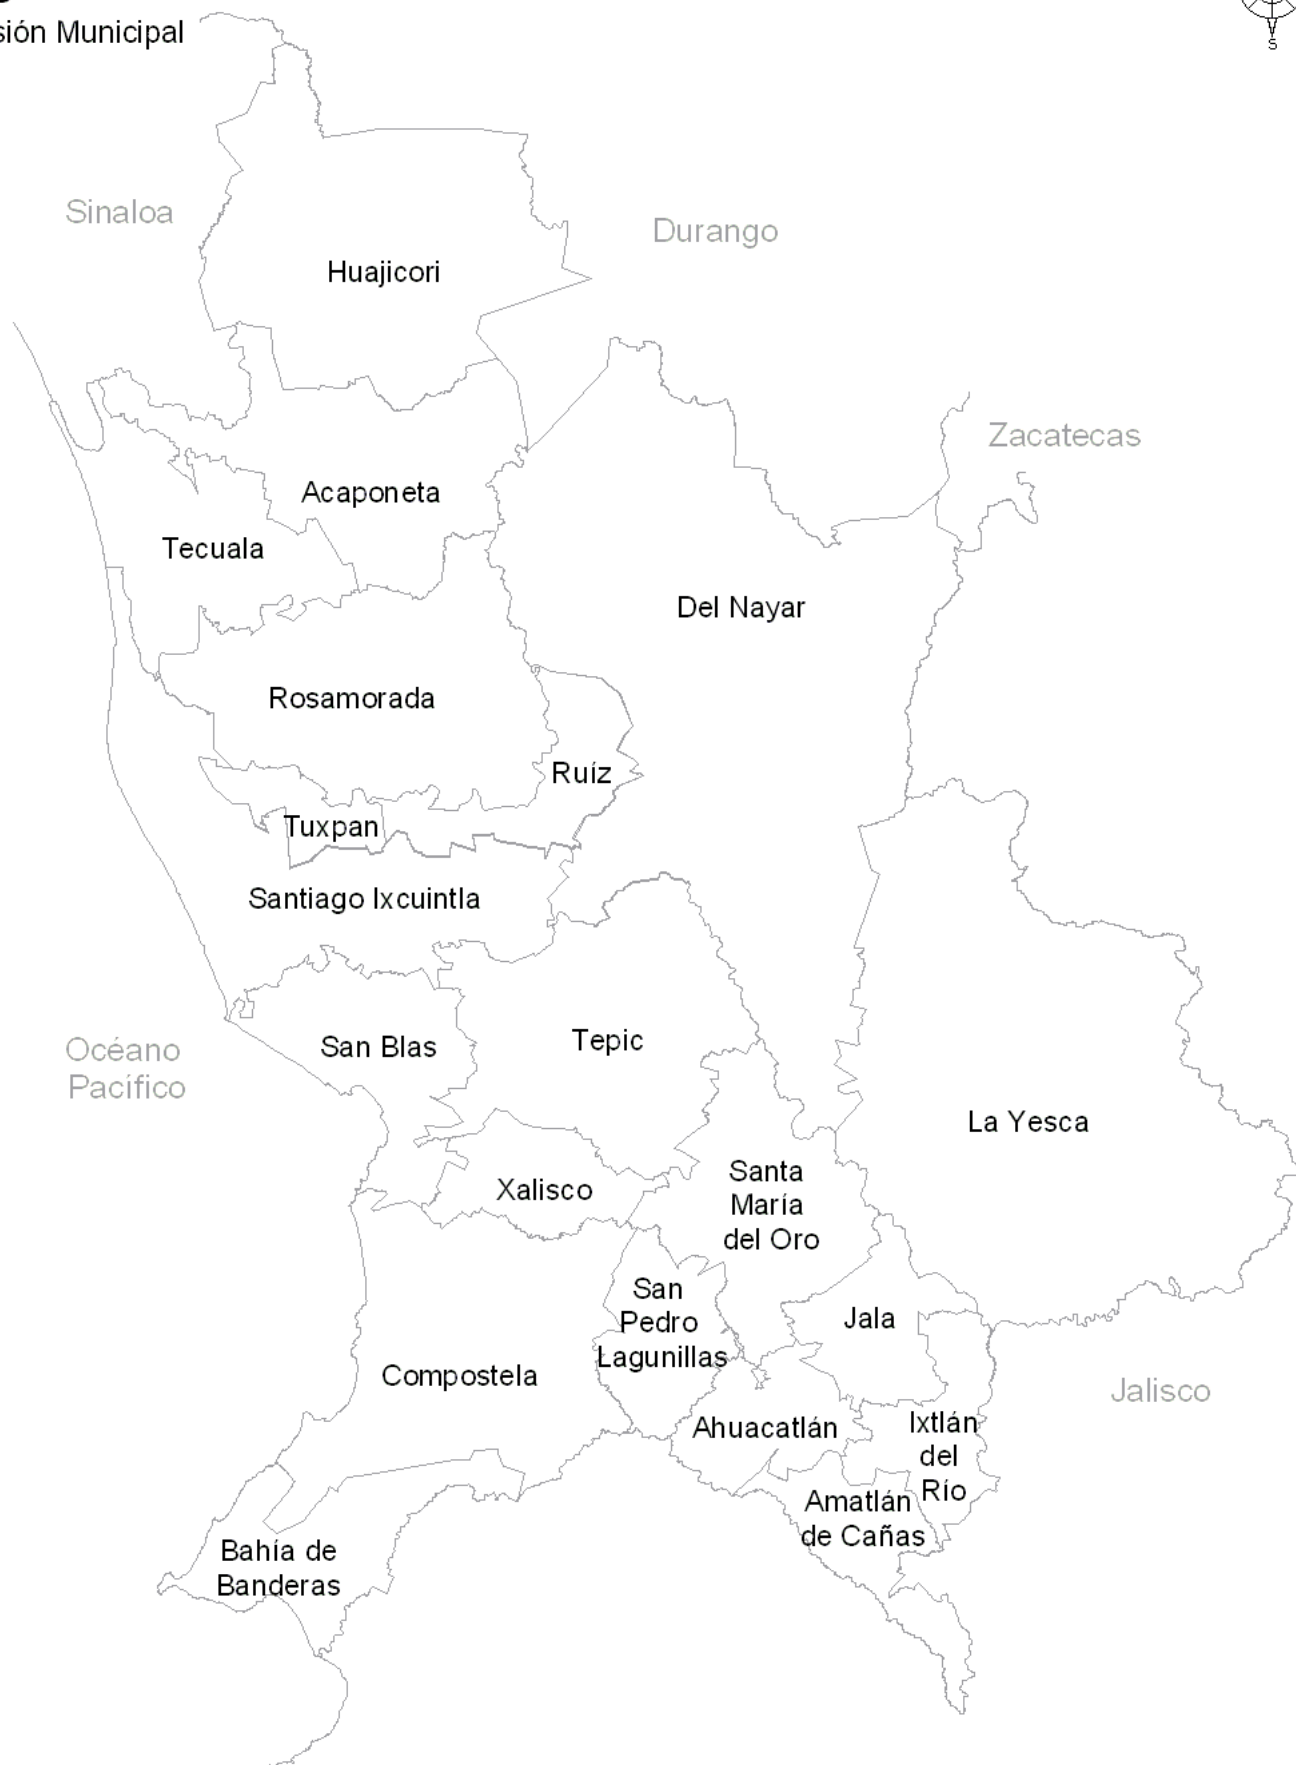 sión Municipal
S
Sinaloa
Durango
Huajicori
Zacatecas
Acaponeta
Tecuala
Del Nayar
Rosamorada
Ruíz
Tuxpan
Santiago Ixcuintla
Tepic
San Blas
Océano
Pacífico
La Yesca
Santa
María
del Oro
Xalisco
San
Pedro
Lagunillas
Jala
Compostela
Jalisco
Ahuacatlán
Ixtlán
del
Río
Amatlán
de Cañas
Bahía de
Banderas